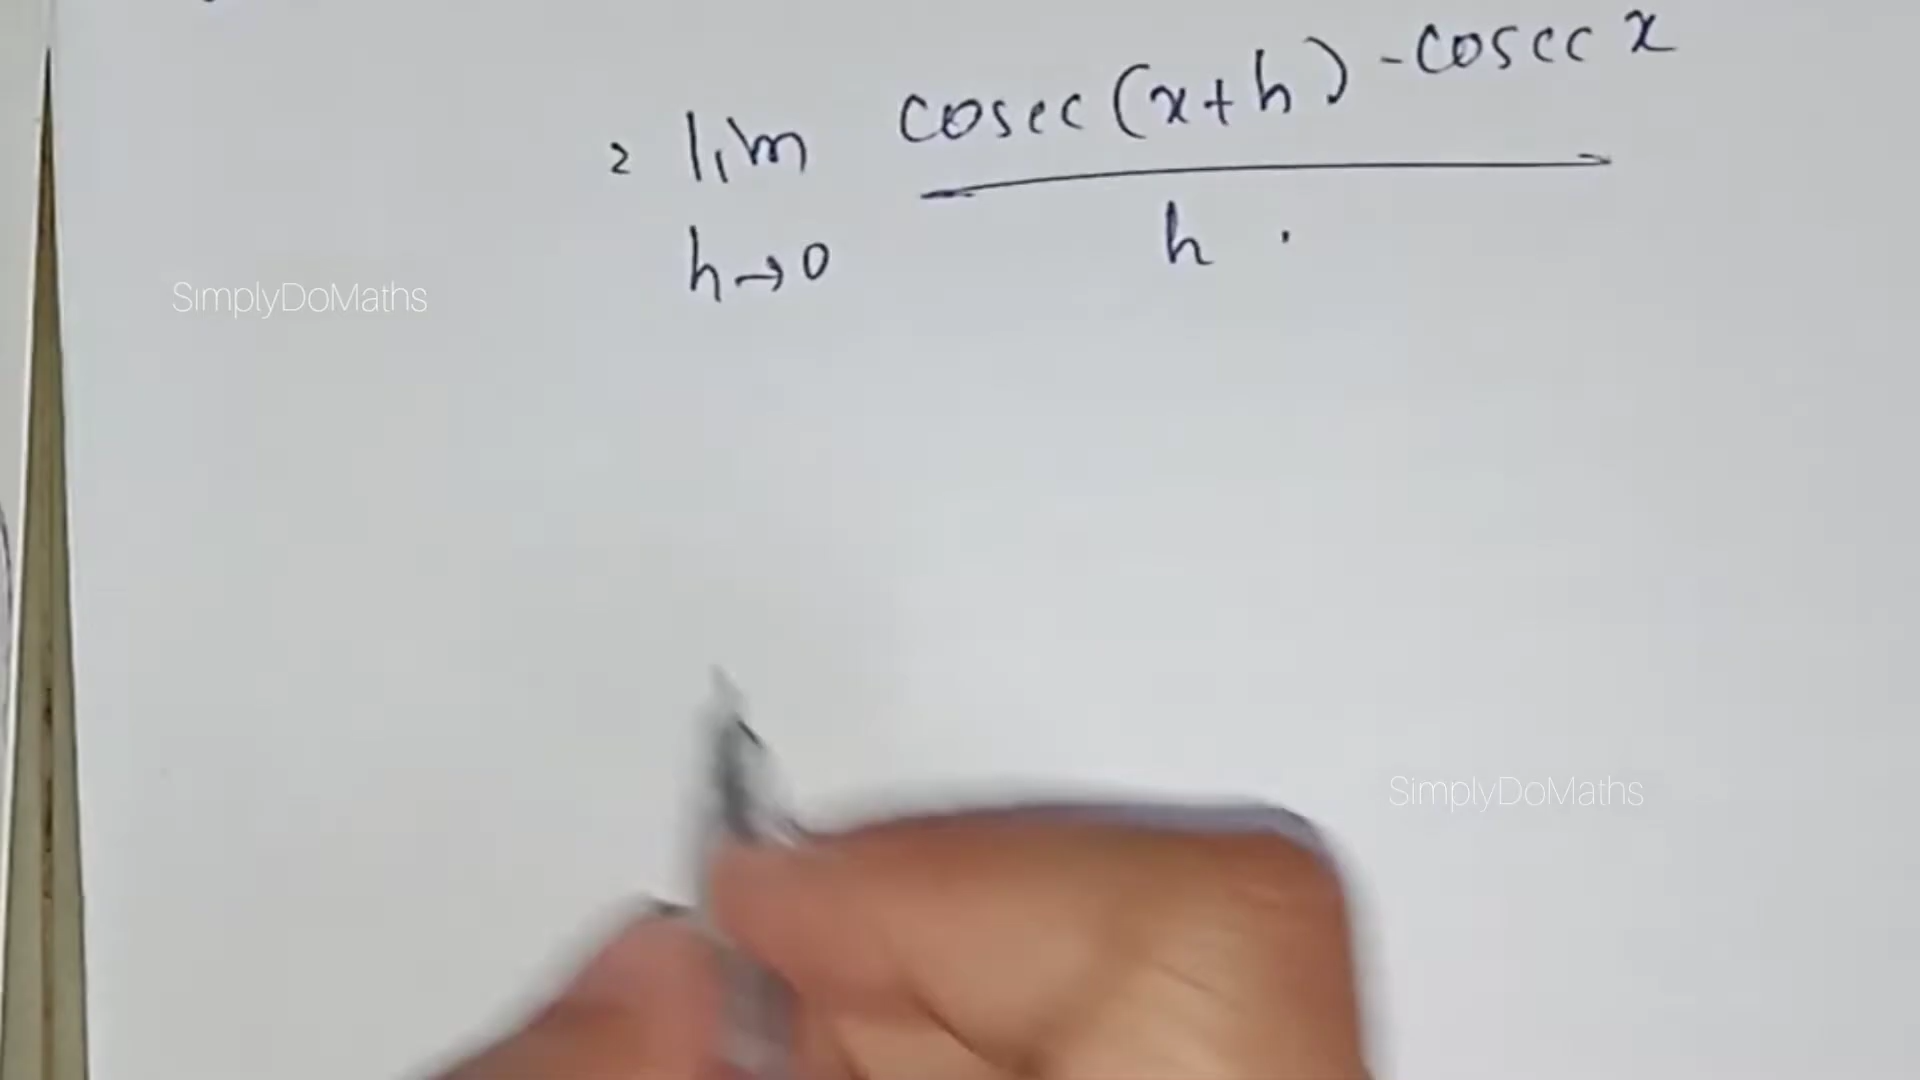 cosec (x+h) - cosec x
= lim
h→0
h .
SimplyDoMaths
SimplyDoMaths